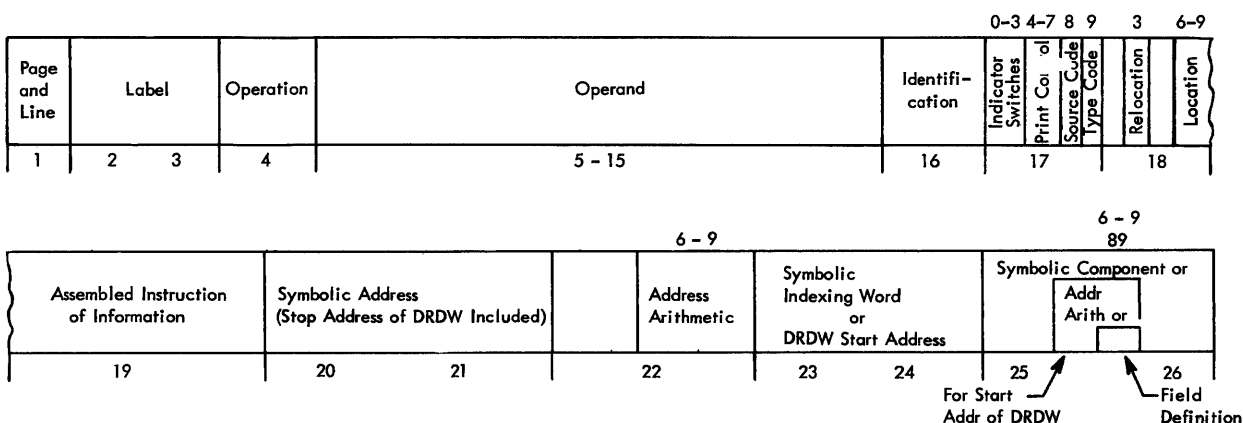 0-3 4-7 8 9 3 6-9
Page and Line
Label
Operation
Operand
Identifi-
cation
Indicator Switches
Print Co ol
Source Code
Type Code
Relocation
Location
1 2 3 4 5 - 15 16 17 18
6 - 9
6 - 9
89
Assembled Instruction
of Information
Symbolic Address
(Stop Address of DRDW Included)
Address
Arithmetic
Symbolic
Indexing Word
or
DRDW Start Address
Symbolic Component or
Addr
Arith or
19 20 21 22 23 24 25 26
For Start
Addr of DRDW
Field
Definition